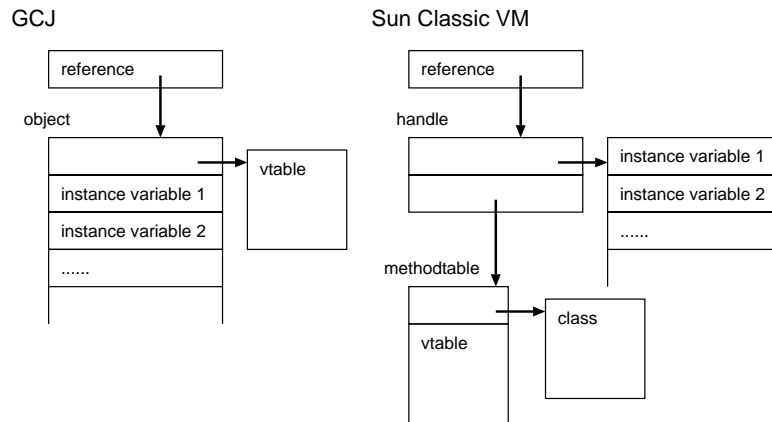 GCJ
reference
object
vtable
instance variable 1
instance variable 2
......
Sun Classic VM
reference
handle
instance variable 1
instance variable 2
......
methodtable
class
vtable